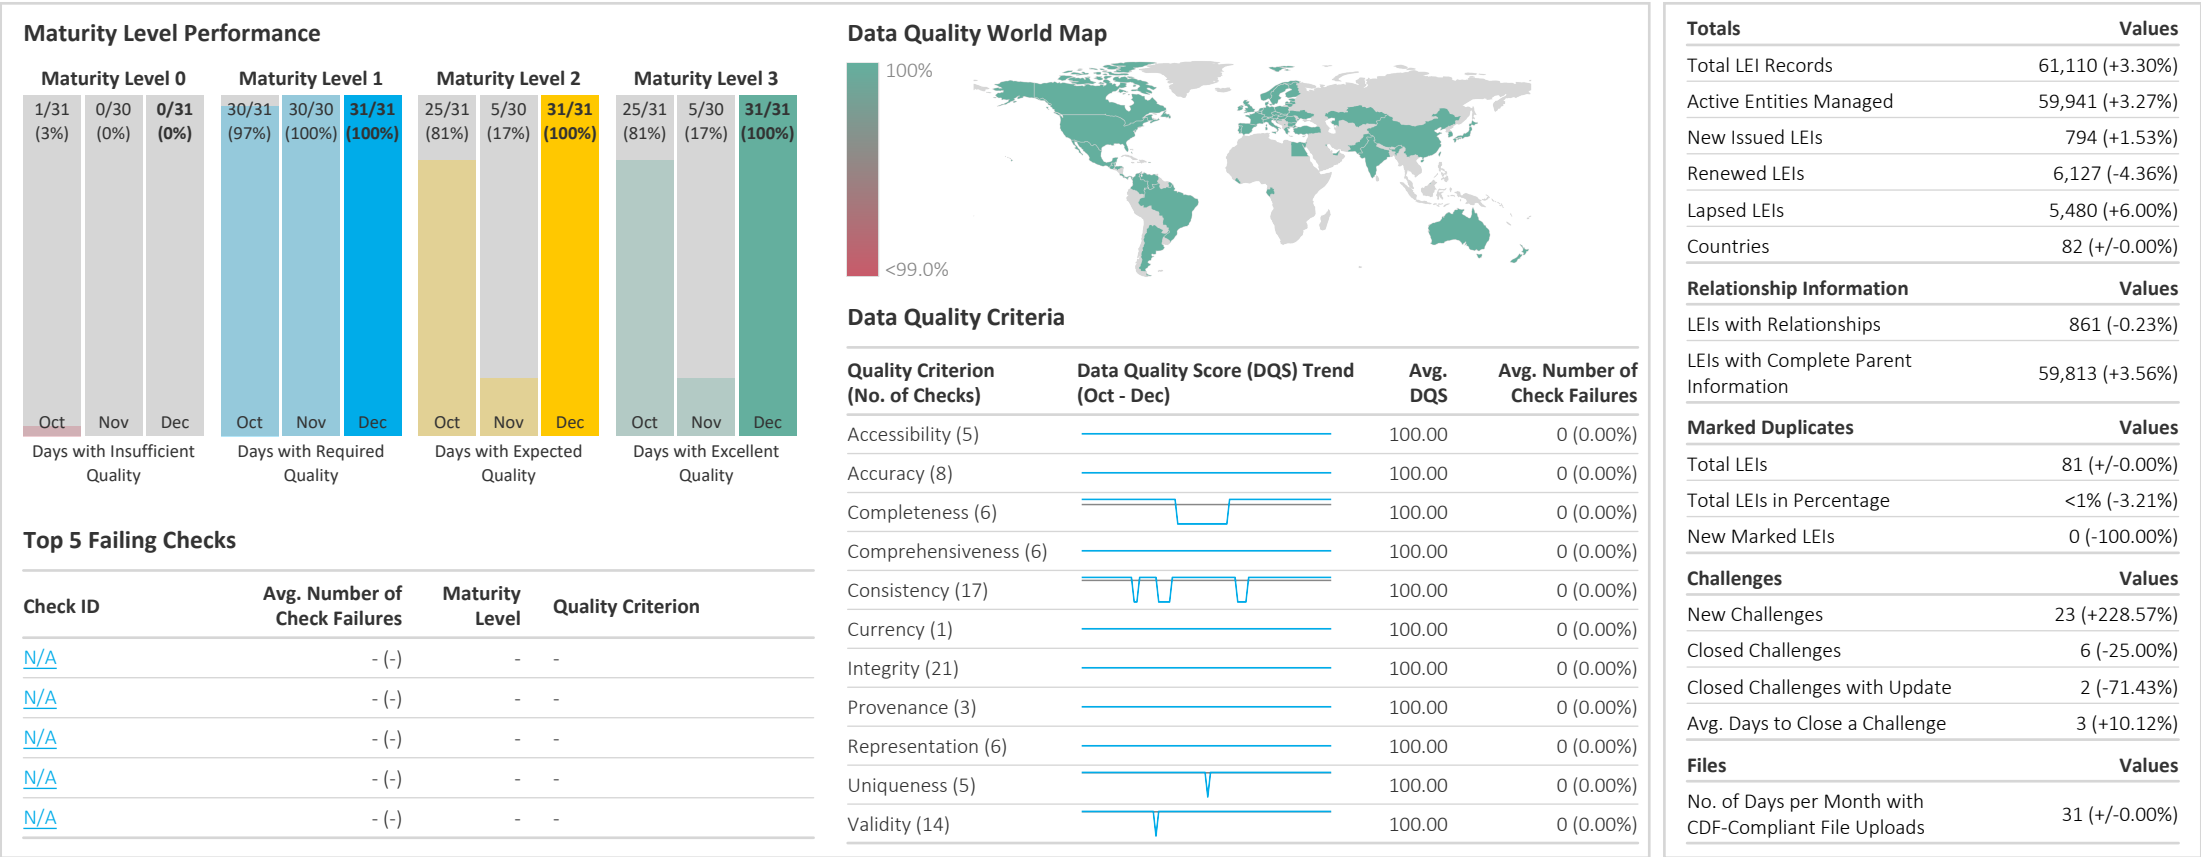 Maturity Level Performance
Maturity Level 0
Maturity Level 1
Maturity Level 2
Maturity Level 3
1/31 0/30 0/31
(3%) (0%) (0%)
30/31 30/30 31/31
(97%) (100%) (100%)
25/31 5/30 31/31
(81%) (17%) (100%)
25/31 5/30 31/31
(81%) (17%) (100%)
Oct Nov Dec
Oct Nov Dec
Oct Nov Dec
Oct Nov Dec
Days with Insufficient
Quality
Days with Required
Quality
Days with Expected
Quality
Days with Excellent
Quality
Top 5 Failing Checks
Check ID
Avg. Number of
Check Failures
Maturity
Level
Quality Criterion
N/A - (-) - -
N/A - (-) - -
N/A - (-) - -
N/A - (-) - -
N/A - (-) - -
Data Quality World Map
100%
<99.0%
Data Quality Criteria
Quality Criterion
(No. of Checks)
Data Quality Score (DQS) Trend
(Oct - Dec)
Avg.
DQS
Avg. Number of
Check Failures
Accessibility (5) 100.00 0 (0.00%)
Accuracy (8) 100.00 0 (0.00%)
Completeness (6) 100.00 0 (0.00%)
Comprehensiveness (6) 100.00 0 (0.00%)
Consistency (17) 100.00 0 (0.00%)
Currency (1) 100.00 0 (0.00%)
Integrity (21) 100.00 0 (0.00%)
Provenance (3) 100.00 0 (0.00%)
Representation (6) 100.00 0 (0.00%)
Uniqueness (5) 100.00 0 (0.00%)
Validity (14) 100.00 0 (0.00%)
Totals Values
Total LEI Records 61,110 (+3.30%)
Active Entities Managed 59,941 (+3.27%)
New Issued LEIs 794 (+1.53%)
Renewed LEIs 6,127 (-4.36%)
Lapsed LEIs 5,480 (+6.00%)
Countries 82 (+/-0.00%)
Relationship Information Values
LEIs with Relationships 861 (-0.23%)
LEIs with Complete Parent
Information 59,813 (+3.56%)
Marked Duplicates Values
Total LEIs 81 (+/-0.00%)
Total LEIs in Percentage <1% (-3.21%)
New Marked LEIs 0 (-100.00%)
Challenges Values
New Challenges 23 (+228.57%)
Closed Challenges 6 (-25.00%)
Closed Challenges with Update 2 (-71.43%)
Avg. Days to Close a Challenge 3 (+10.12%)
Files Values
No. of Days per Month with
CDF-Compliant File Uploads 31 (+/-0.00%)